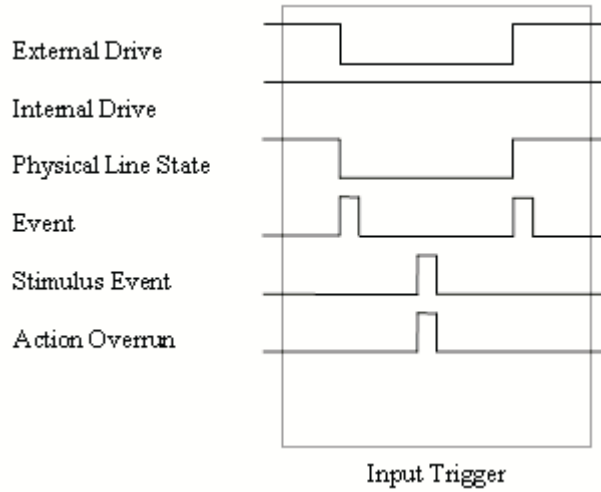 External Drive
Internal Drive
Physical Line State
Event
Stimulus Event
Action Overrun
Input Trigger